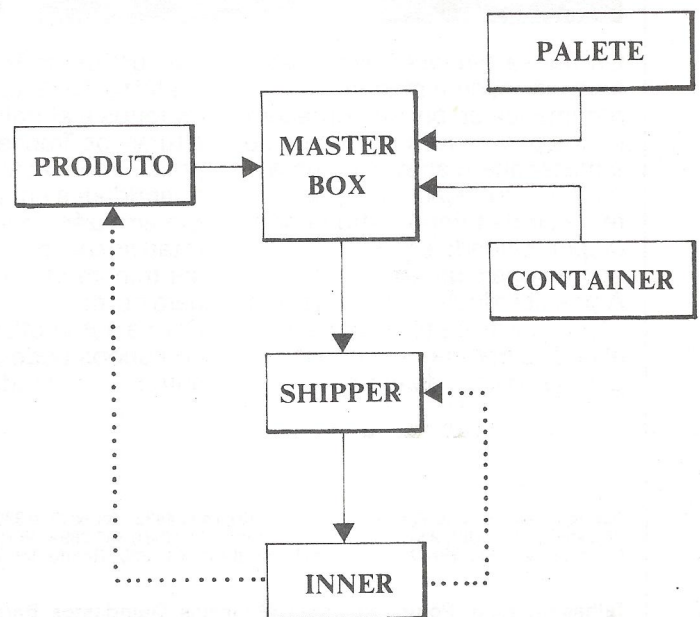 PALETE
MASTER
BOX
PRODUTO
CONTAINER
SHIPPER
INNER